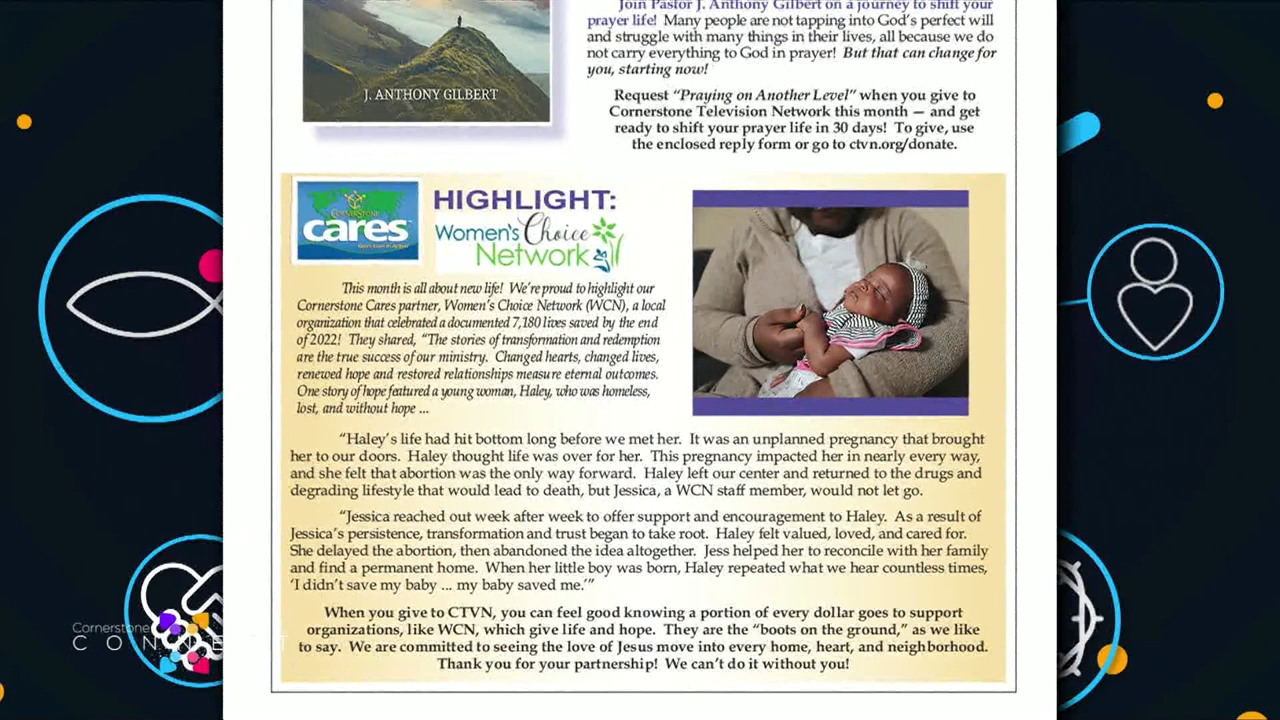 Join Pastor J. Anthony Gilbert on a journey to shift your
prayer life! Many people are not tapping into God's perfect will
and struggle with many things in their lives, all because we do
not carry everything to God in prayer! But that can change for
you, starting now!
J. ANTHONY GILBERT
Request "Praying on Another Level" when you give to
Cornerstone Television Network this month — and get
ready to shift your prayer life in 30 days! To give, use
the enclosed reply form or go to ctvn.org/donate.
CORNERSTONE
cares
HIGHLIGHT:
Women's Choice
Network
This month is all about new life! We're proud to highlight our
Cornerstone Cares partner, Women's Choice Network (WCN), a local
organization that celebrated a documented 7,180 lives saved by the end
of 2022! They shared, "The stories of transformation and redemption
are the true success of our ministry. Changed hearts, changed lives,
renewed hope and restored relationships measure eternal outcomes.
One story of hope featured a young woman, Haley, who was homeless,
lost, and without hope ...
"Haley's life had hit bottom long before we met her. It was an unplanned pregnancy that brought
her to our doors. Haley thought life was over for her. This pregnancy impacted her in nearly every way,
and she felt that abortion was the only way forward. Haley left our center and returned to the drugs and
degrading lifestyle that would lead to death, but Jessica, a WCN staff member, would not let go.
"Jessica reached out week after week to offer support and encouragement to Haley. As a result of
Jessica's persistence, transformation and trust began to take root. Haley felt valued, loved, and cared for.
She delayed the abortion, then abandoned the idea altogether. Jess helped her to reconcile with her family
and find a permanent home. When her little boy was born, Haley repeated what we hear countless times,
'I didn't save my baby ... my baby saved me.'"
When you give to CTVN, you can feel good knowing a portion of every dollar goes to support
organizations, like WCN, which give life and hope. They are the "boots on the ground," as we like
to say. We are committed to seeing the love of Jesus move into every home, heart, and neighborhood.
Thank you for your partnership! We can't do it without you!
Cornerstone
CONNECT